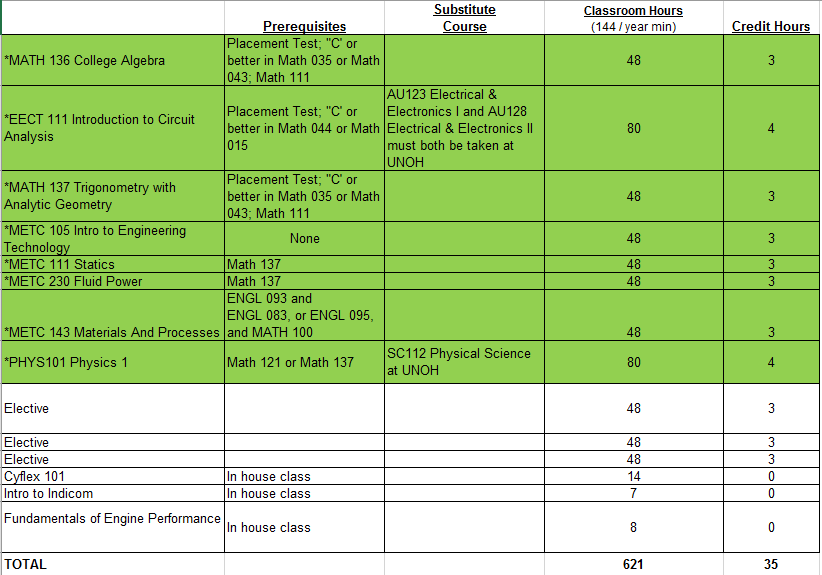 Prerequisites
Substitute
Course
Classroom Hours
(144 / year min)
Credit Hours
*MATH 136 College Algebra
Placement Test; "C' or
better in Math 035 or Math
043; Math 111
48
3
*EECT 111 Introduction to Circuit
Analysis
Placement Test; "C' or
better in Math 044 or Math
015
AU123 Electrical &
Electronics I and AU128
Electrical & Electronics II
must both be taken at
UNOH
80
4
*MATH 137 Trigonometry with
Analytic Geometry
Placement Test; "C' or
better in Math 035 or Math
043; Math 111
48
3
*METC 105 Intro to Engineering
Technology
None
48
3
*METC 111 Statics
Math 137
48
3
*METC 230 Fluid Power
Math 137
48
3
*METC 143 Materials And Processes
ENGL 093 and
ENGL 083, or ENGL 095,
and MATH 100
48
3
*PHYS101 Physics 1
Math 121 or Math 137
SC112 Physical Science
at UNOH
80
4
Elective
48
3
Elective
48
3
Elective
48
3
Cyflex 101
In house class
14
0
Intro to Indicom
In house class
7
0
Fundamentals of Engine Performance
In house class
8
0
TOTAL
621
35